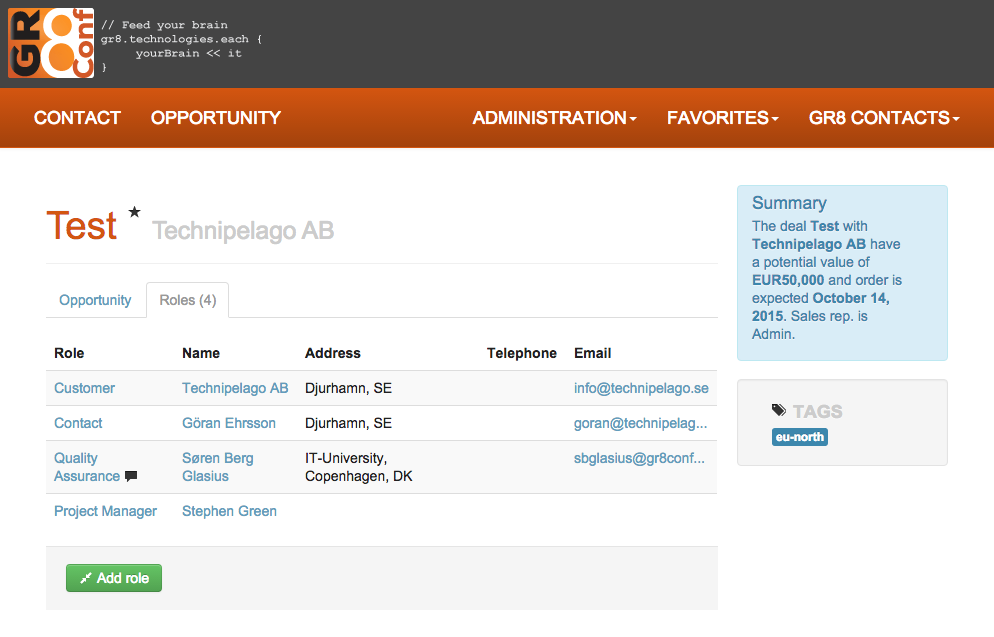 GR8Conf
// Feed your brain
gr8.technologies.each {
yourBrain << it
}
CONTACT OPPORTUNITY ADMINISTRATION FAVORITES GR8 CONTACTS
Test Technipelago AB
Opportunity Roles (4)
Role Name Address Telephone Email
Customer Technipelago AB Djurhamn, SE info@technipelago.se
Contact Göran Ehrsson Djurhamn, SE goran@technipelag...
Quality Søren Berg IT-University, sbglasius@gr8conf...
Assurance Glasius Copenhagen, DK
Project Manager Stephen Green
Add role
Summary
The deal Test with
Technipelago AB have
a potential value of
EUR50,000 and order is
expected October 14,
2015. Sales rep. is
Admin.
TAGS
eu-north